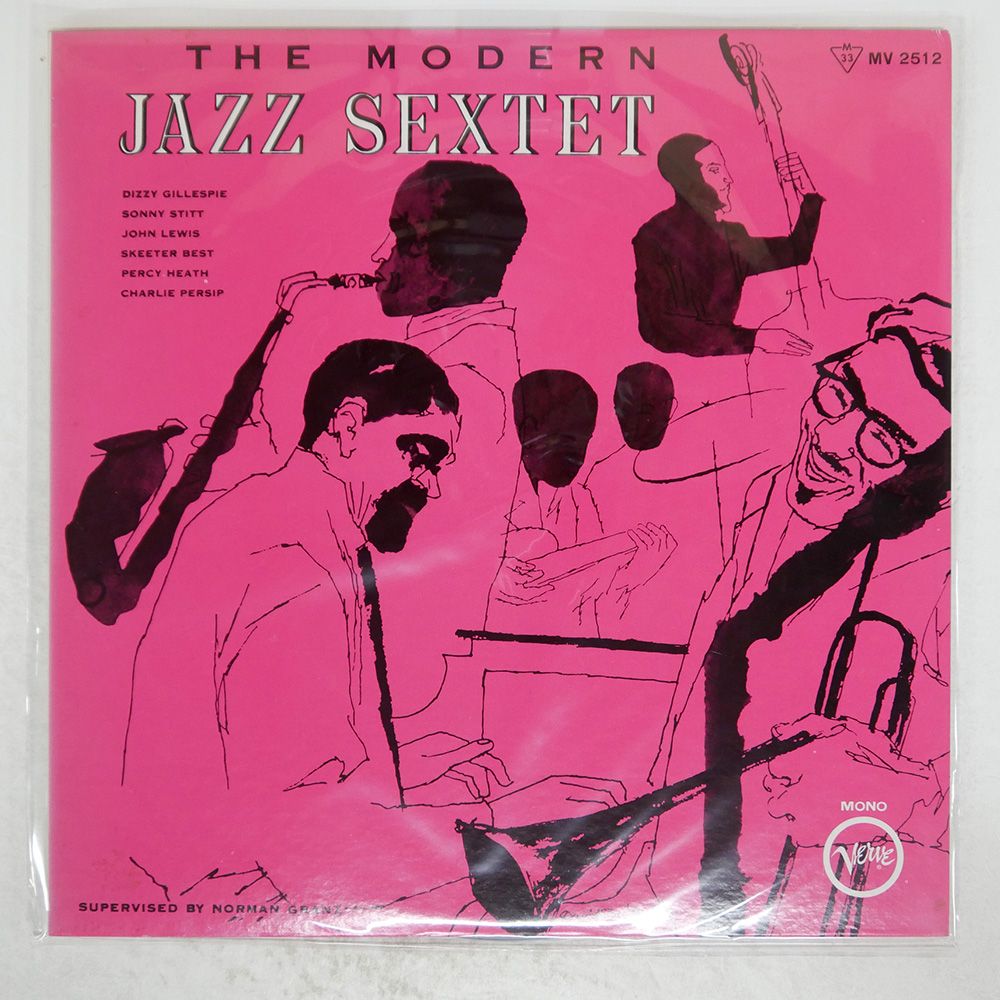 THE MODERN
JAZZ SEXTET
M
33
MV 2512
DIZZY GILLESPIE
SONNY STITT
JOHN LEWIS
SKEETER BEST
PERCY HEATH
CHARLIE PERSIP
MONO
Verve
®
SUPERVISED BY NORMAN GRANZ